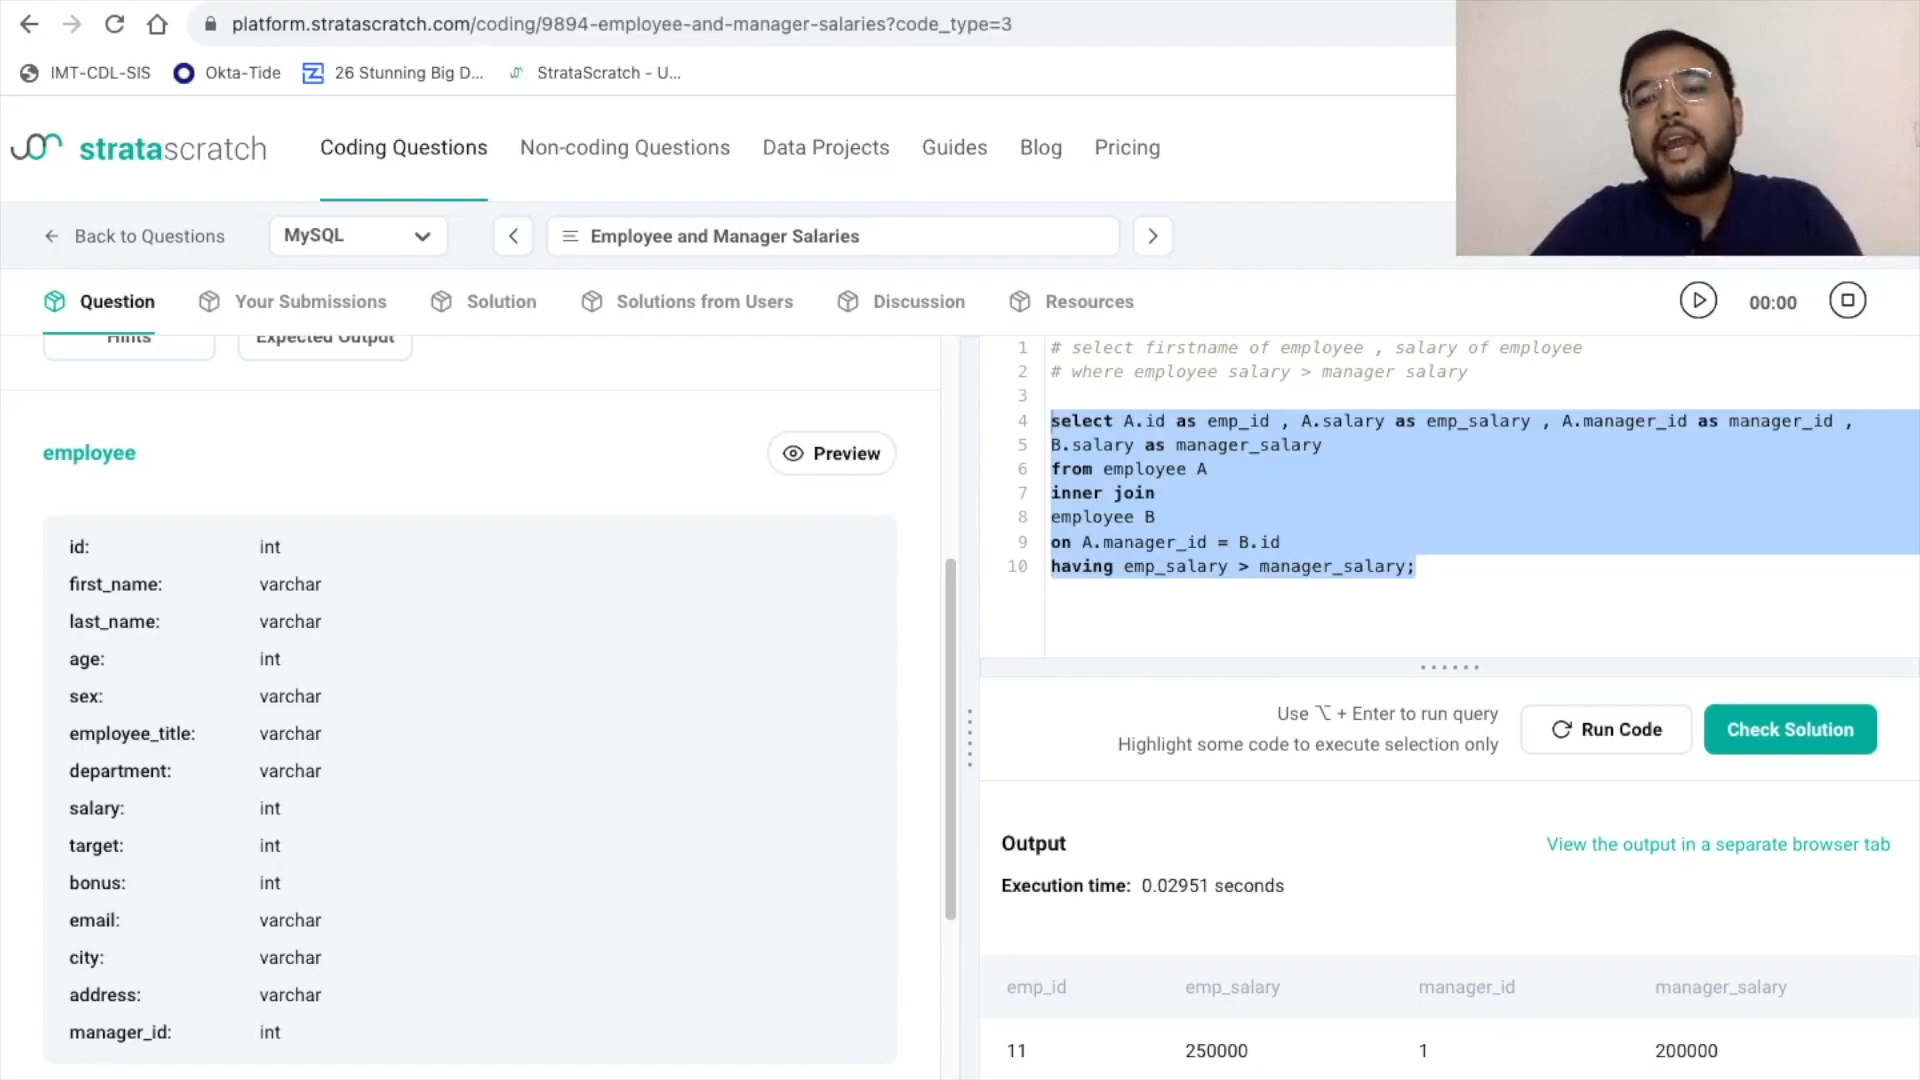 platform.stratascratch.com/coding/9894-employee-and-manager-salaries?code_type=3
IMT-CDL-SIS Okta-Tide 26 Stunning Big D... StrataScratch - U...
stratascratch Coding Questions Non-coding Questions Data Projects Guides Blog Pricing
Back to Questions MySQL Employee and Manager Salaries
Question Your Submissions Solution Solutions from Users Discussion Resources 00:00
Hints Expected Output
employee Preview
id: int
first_name: varchar
last_name: varchar
age: int
sex: varchar
employee_title: varchar
department: varchar
salary: int
target: int
bonus: int
email: varchar
city: varchar
address: varchar
manager_id: int
1 # select firstname of employee , salary of employee
2 # where employee salary > manager salary
3
4 select A.id as emp_id , A.salary as emp_salary , A.manager_id as manager_id ,
5 B.salary as manager_salary
6 from employee A
7 inner join
8 employee B
9 on A.manager_id = B.id
10 having emp_salary > manager_salary;
Use ⌥ + Enter to run query
Highlight some code to execute selection only
Run Code Check Solution
Output View the output in a separate browser tab
Execution time: 0.02951 seconds
emp_id emp_salary manager_id manager_salary
11 250000 1 200000